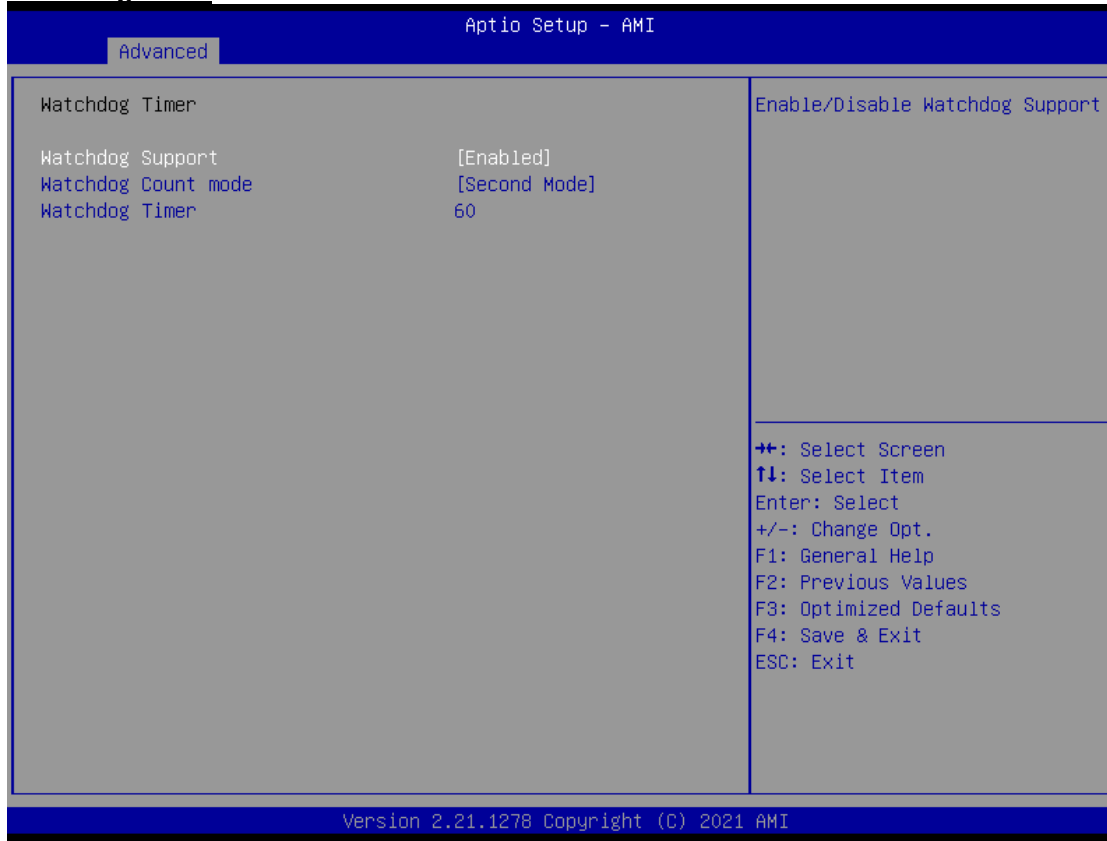 Aptio Setup – AMI
Advanced
Watchdog Timer
Watchdog Support [Enabled]
Watchdog Count mode [Second Mode]
Watchdog Timer 60
Enable/Disable Watchdog Support
→←: Select Screen
↑↓: Select Item
Enter: Select
+/-: Change Opt.
F1: General Help
F2: Previous Values
F3: Optimized Defaults
F4: Save & Exit
ESC: Exit
Version 2.21.1278 Copyright (C) 2021 AMI